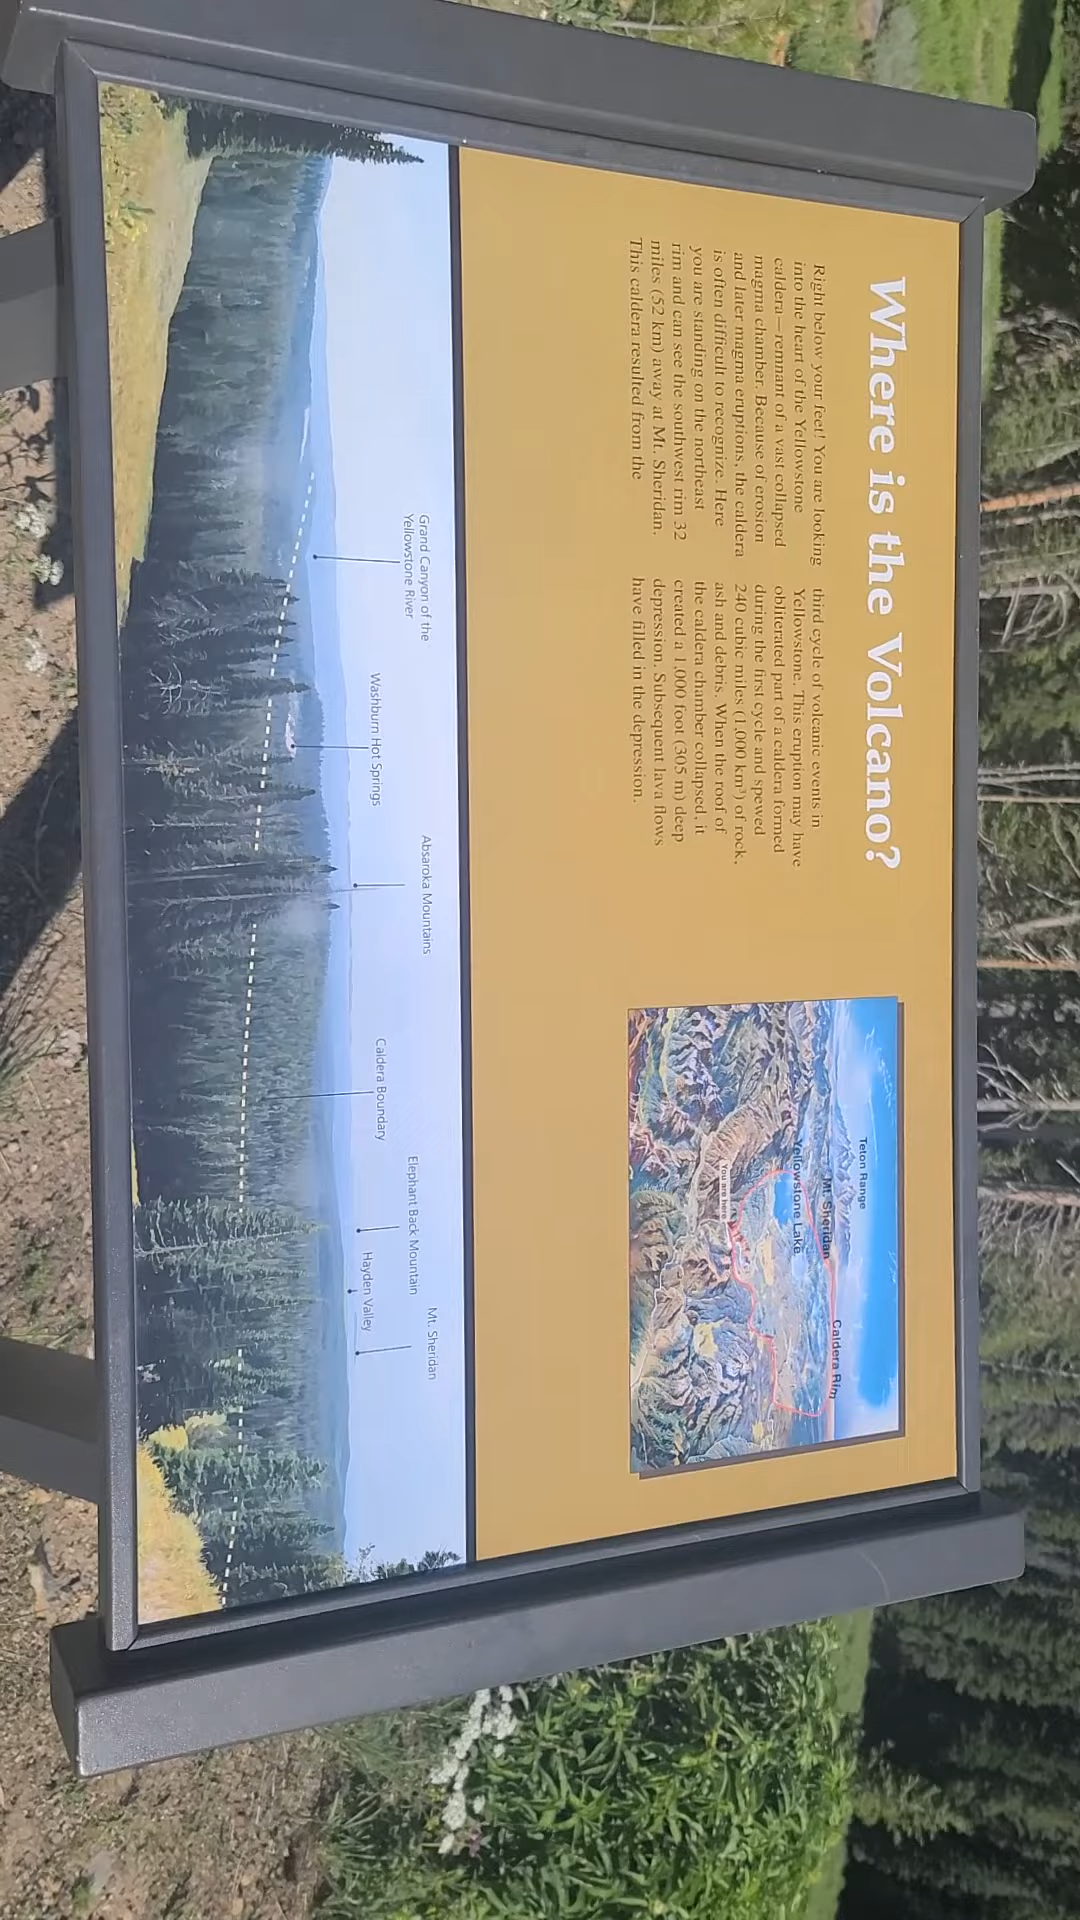 Where is the Volcano?
Right below your feet! You are looking
into the heart of the Yellowstone
caldera—remnant of a vast collapsed
magma chamber. Because of erosion
and later magma eruptions, the caldera
is often difficult to recognize. Here
you are standing on the northeast
rim and can see the southwest rim 32
miles (52 km) away at Mt. Sheridan.
This caldera resulted from the
third cycle of volcanic events in
Yellowstone. This eruption may have
obliterated part of a caldera formed
during the first cycle and spewed
240 cubic miles (1,000 km³) of rock,
ash and debris. When the roof of
the caldera chamber collapsed, it
created a 1,000 foot (305 m) deep
depression. Subsequent lava flows
have filled in the depression.
Teton Range
Mt. Sheridan
Caldera Rim
Yellowstone Lake
You are here
Grand Canyon of the
Yellowstone River
Washburn Hot Springs
Absaroka Mountains
Caldera Boundary
Elephant Back Mountain
Hayden Valley
Mt. Sheridan